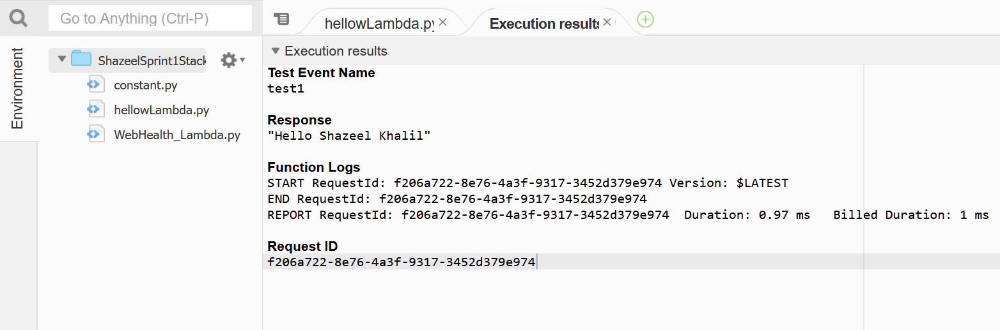 Go to Anything (Ctrl-P)
hellowLambda.py
Execution results
Environment
ShazeelSprint1Stack
constant.py
hellowLambda.py
WebHealth_Lambda.py
Execution results
Test Event Name
test1
Response
"Hello Shazeel Khalil"
Function Logs
START RequestId: f206a722-8e76-4a3f-9317-3452d379e974 Version: $LATEST
END RequestId: f206a722-8e76-4a3f-9317-3452d379e974
REPORT RequestId: f206a722-8e76-4a3f-9317-3452d379e974 Duration: 0.97 ms Billed Duration: 1 ms
Request ID
f206a722-8e76-4a3f-9317-3452d379e974